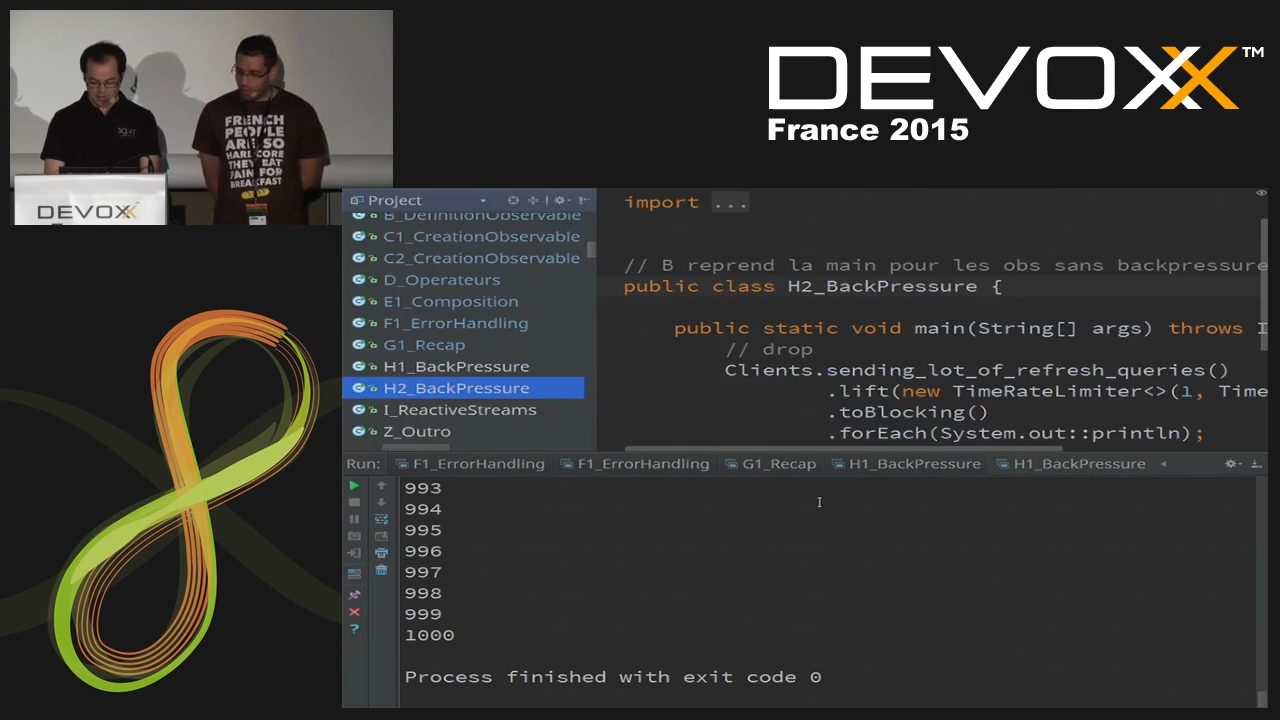 DEVOXX™
France 2015
SQLI
FRENCH
PEOPLE
ARE SO
HARDCORE
THEY EAT
PAIN FOR
BREAKFAST
DEVOXX
Project
B_DefinitionObservable
C1_CreationObservable
C2_CreationObservable
D_Operateurs
E1_Composition
F1_ErrorHandling
G1_Recap
H1_BackPressure
H2_BackPressure
I_ReactiveStreams
Z_Outro
import ...
// B reprend la main pour les obs sans backpressure
public class H2_BackPressure {
public static void main(String[] args) throws I
// drop
Clients.sending_lot_of_refresh_queries()
.lift(new TimeRateLimiter<>(1, Time
.toBlocking()
.forEach(System.out::println);
Run: F1_ErrorHandling F1_ErrorHandling G1_Recap H1_BackPressure H1_BackPressure
993
994
995
996
997
998
999
1000
Process finished with exit code 0